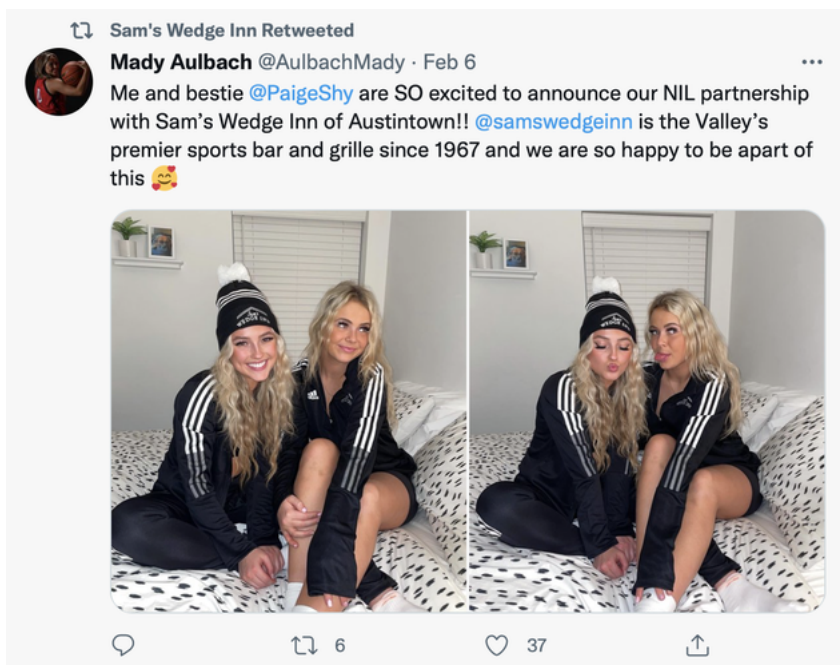 Sam's Wedge Inn Retweeted
Mady Aulbach @AulbachMady · Feb 6
Me and bestie @PaigeShy are SO excited to announce our NIL partnership
with Sam's Wedge Inn of Austintown!! @samswedgeinn is the Valley's
premier sports bar and grille since 1967 and we are so happy to be apart of
this 🥰
6
37